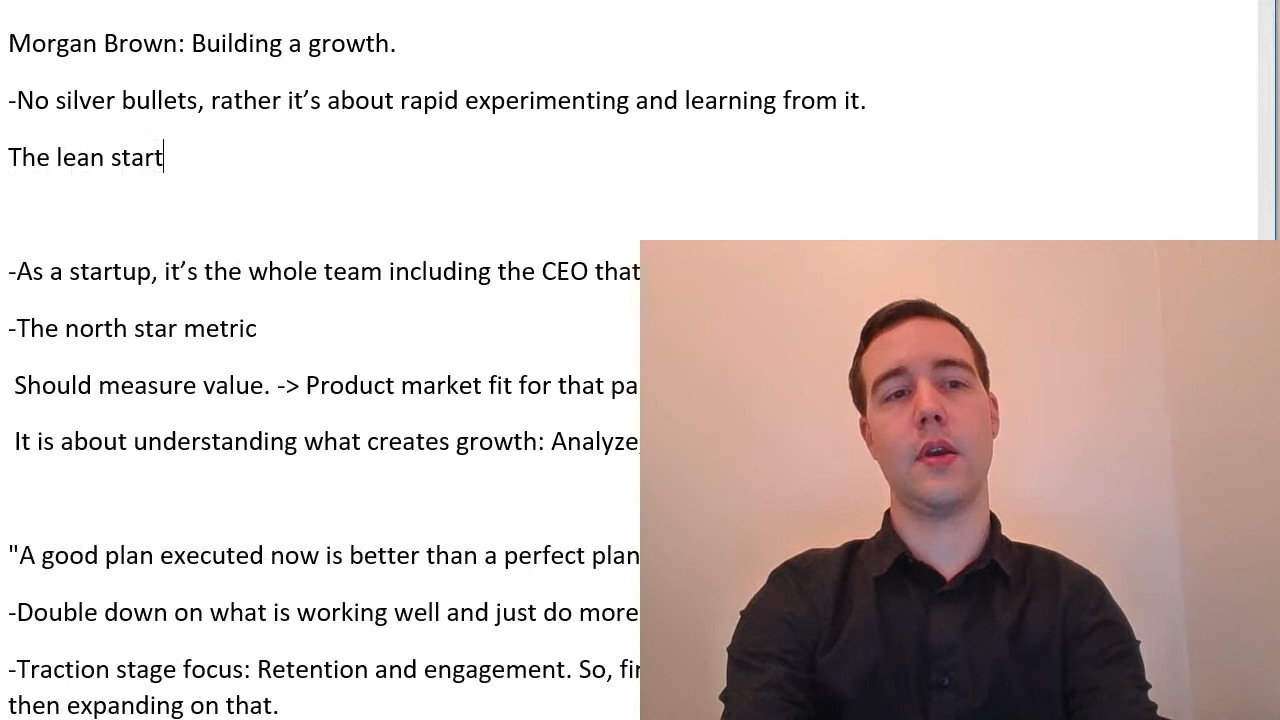 Morgan Brown: Building a growth.
-No silver bullets, rather it’s about rapid experimenting and learning from it.
The lean start
-As a startup, it’s the whole team including the CEO that
-The north star metric
Should measure value. -> Product market fit for that
It is about understanding what creates growth: Analyze,
"A good plan executed now is better than a perfect plan
-Double down on what is working well and just do more
-Traction stage focus: Retention and engagement. So,
then expanding on that.